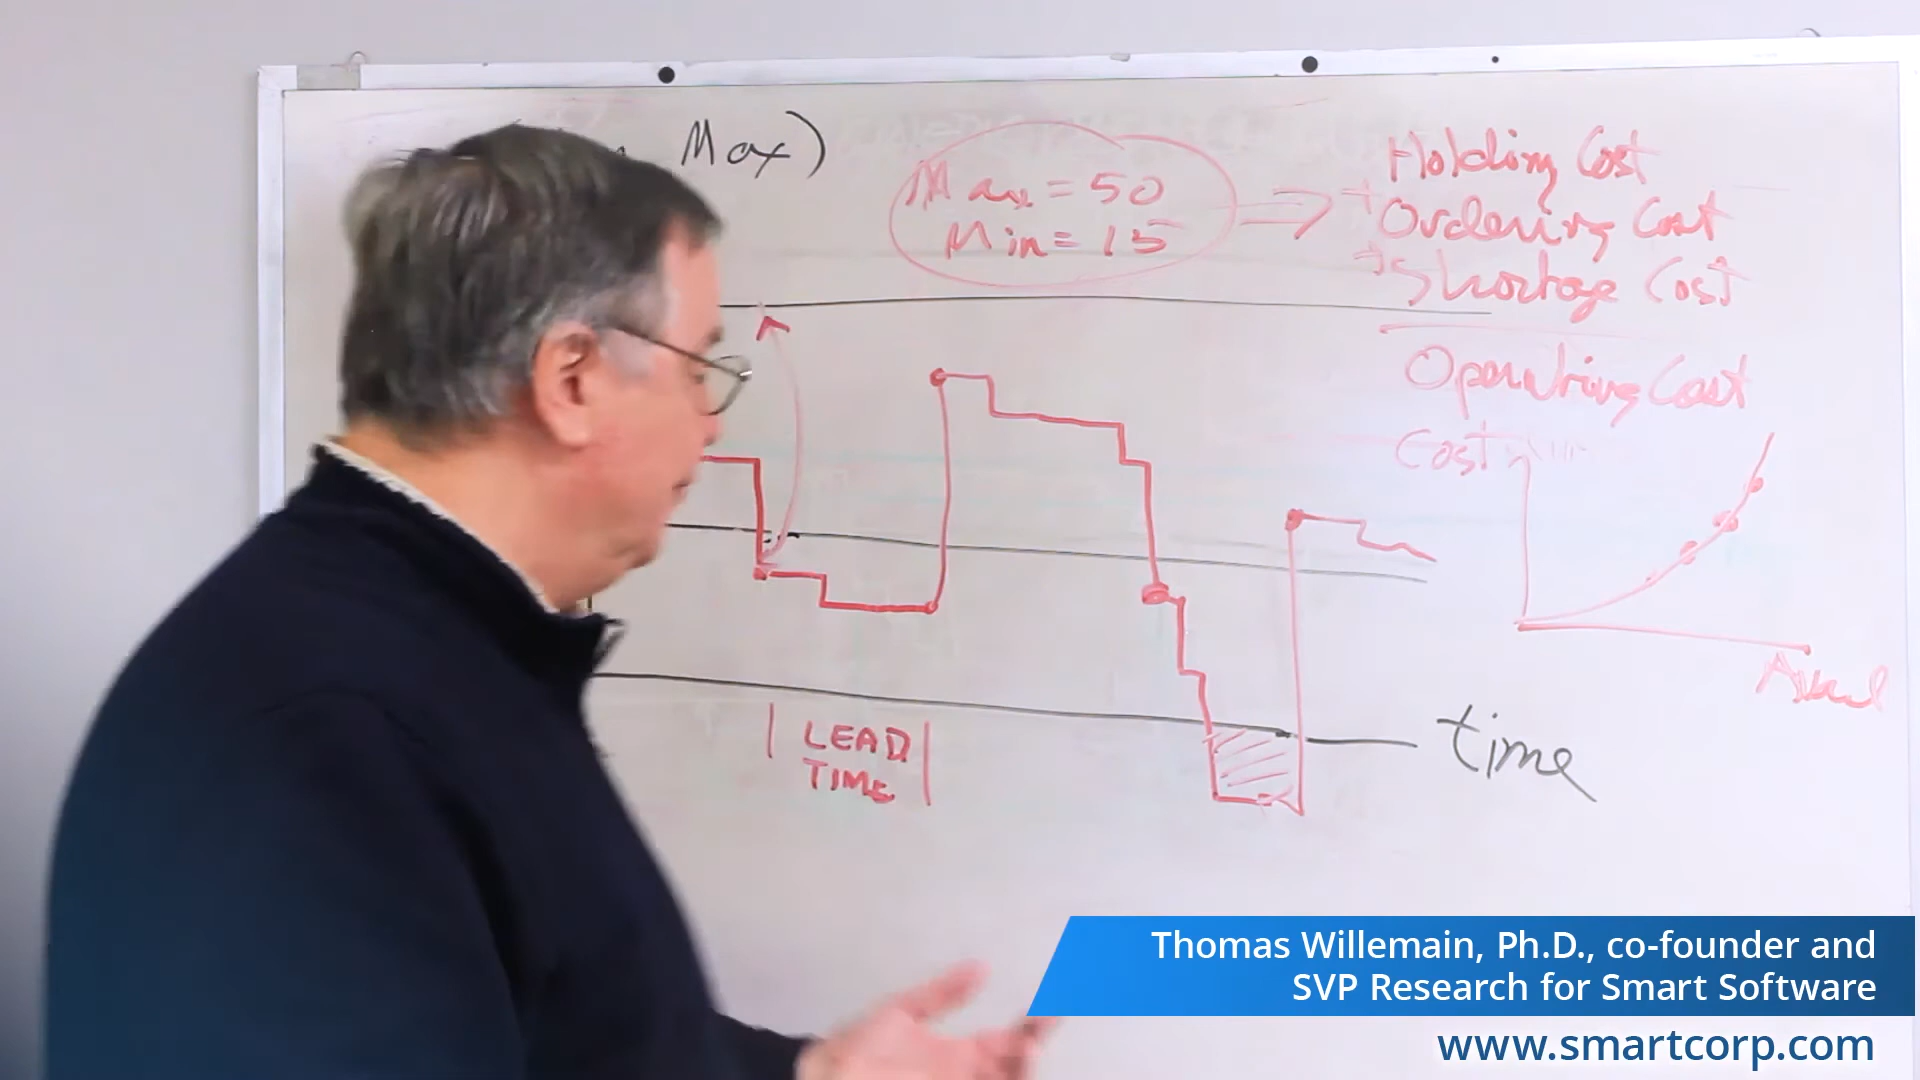 Max)
Max = 50
Min = 15
Holding Cost
+ Ordering Cost
+ Shortage Cost
Operating Cost
Cost
LEAD
TIME
time
Thomas Willemain, Ph.D., co-founder and
SVP Research for Smart Software
www.smartcorp.com